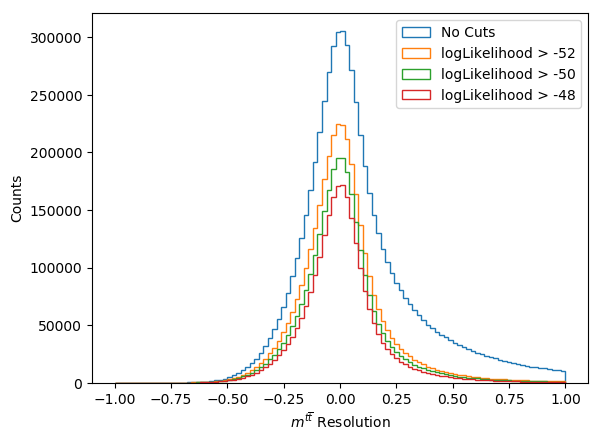 No Cuts
logLikelihood > -52
logLikelihood > -50
logLikelihood > -48
300000
250000
200000
150000
100000
50000
0
Counts
−1.00 −0.75 −0.50 −0.25 0.00 0.25 0.50 0.75 1.00
m^{t\bar{t}} Resolution